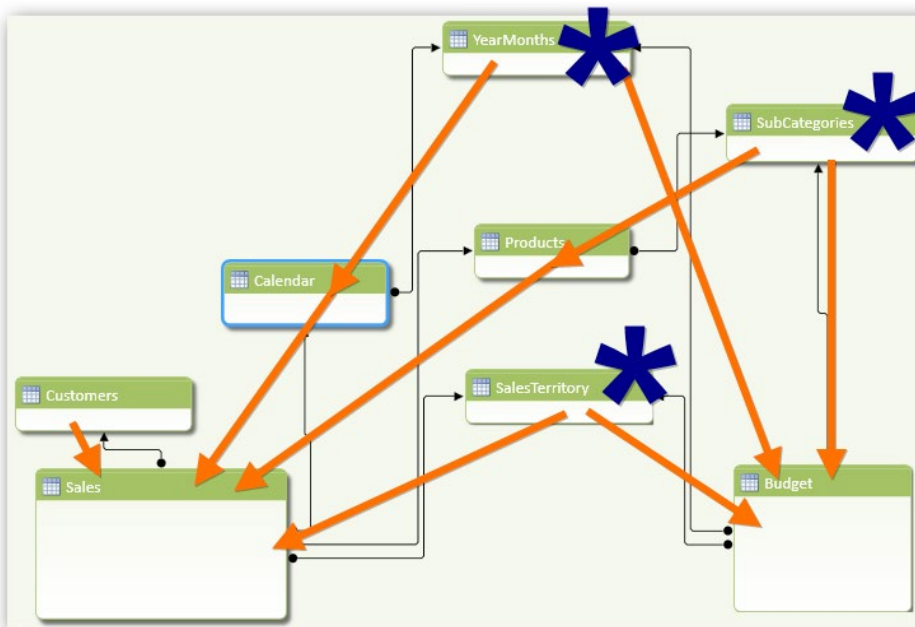 YearMonths
SubCategories
Products
Calendar
SalesTerritory
Customers
Sales
Budget